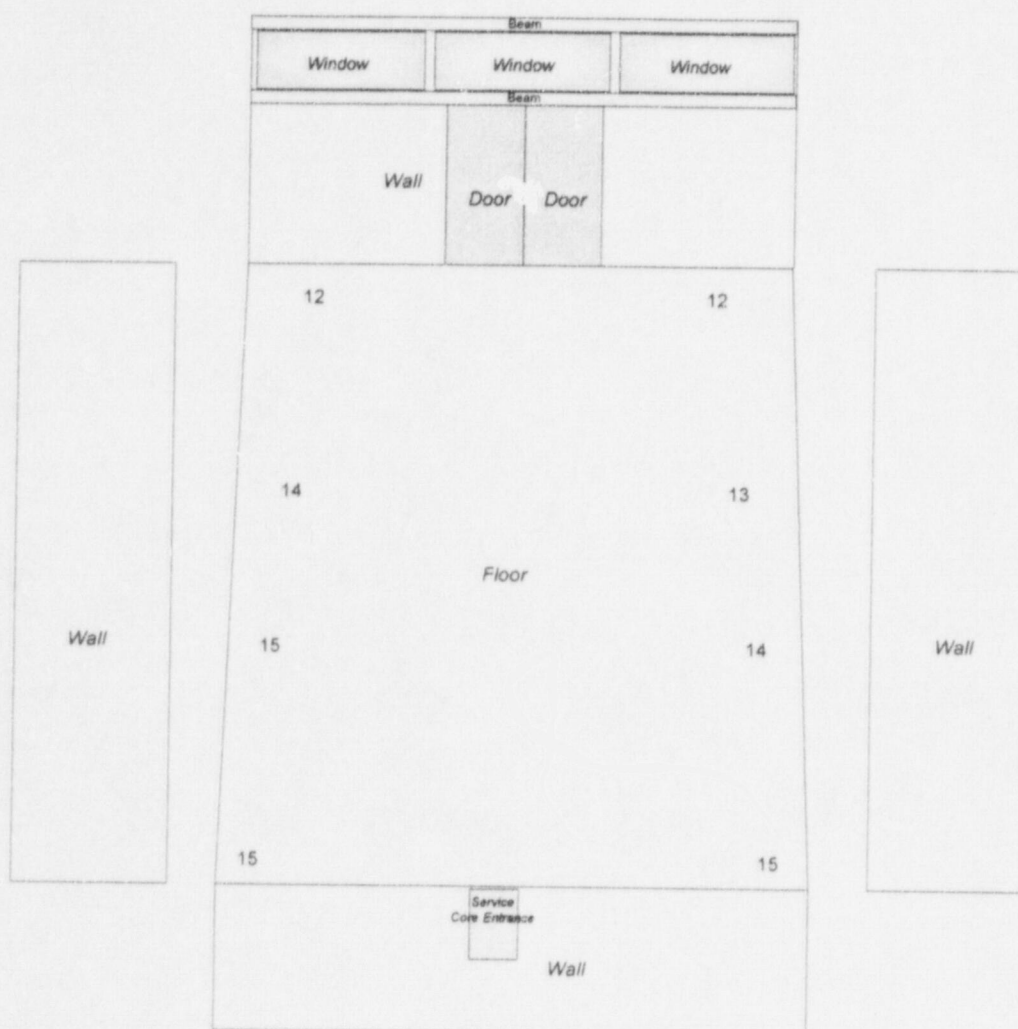 Beam
Window Window Window
Beam
Wall
Door Door
12 12
14 13
Floor
15 14
Wall Wall
15 15
Service
Core Entrance
Wall